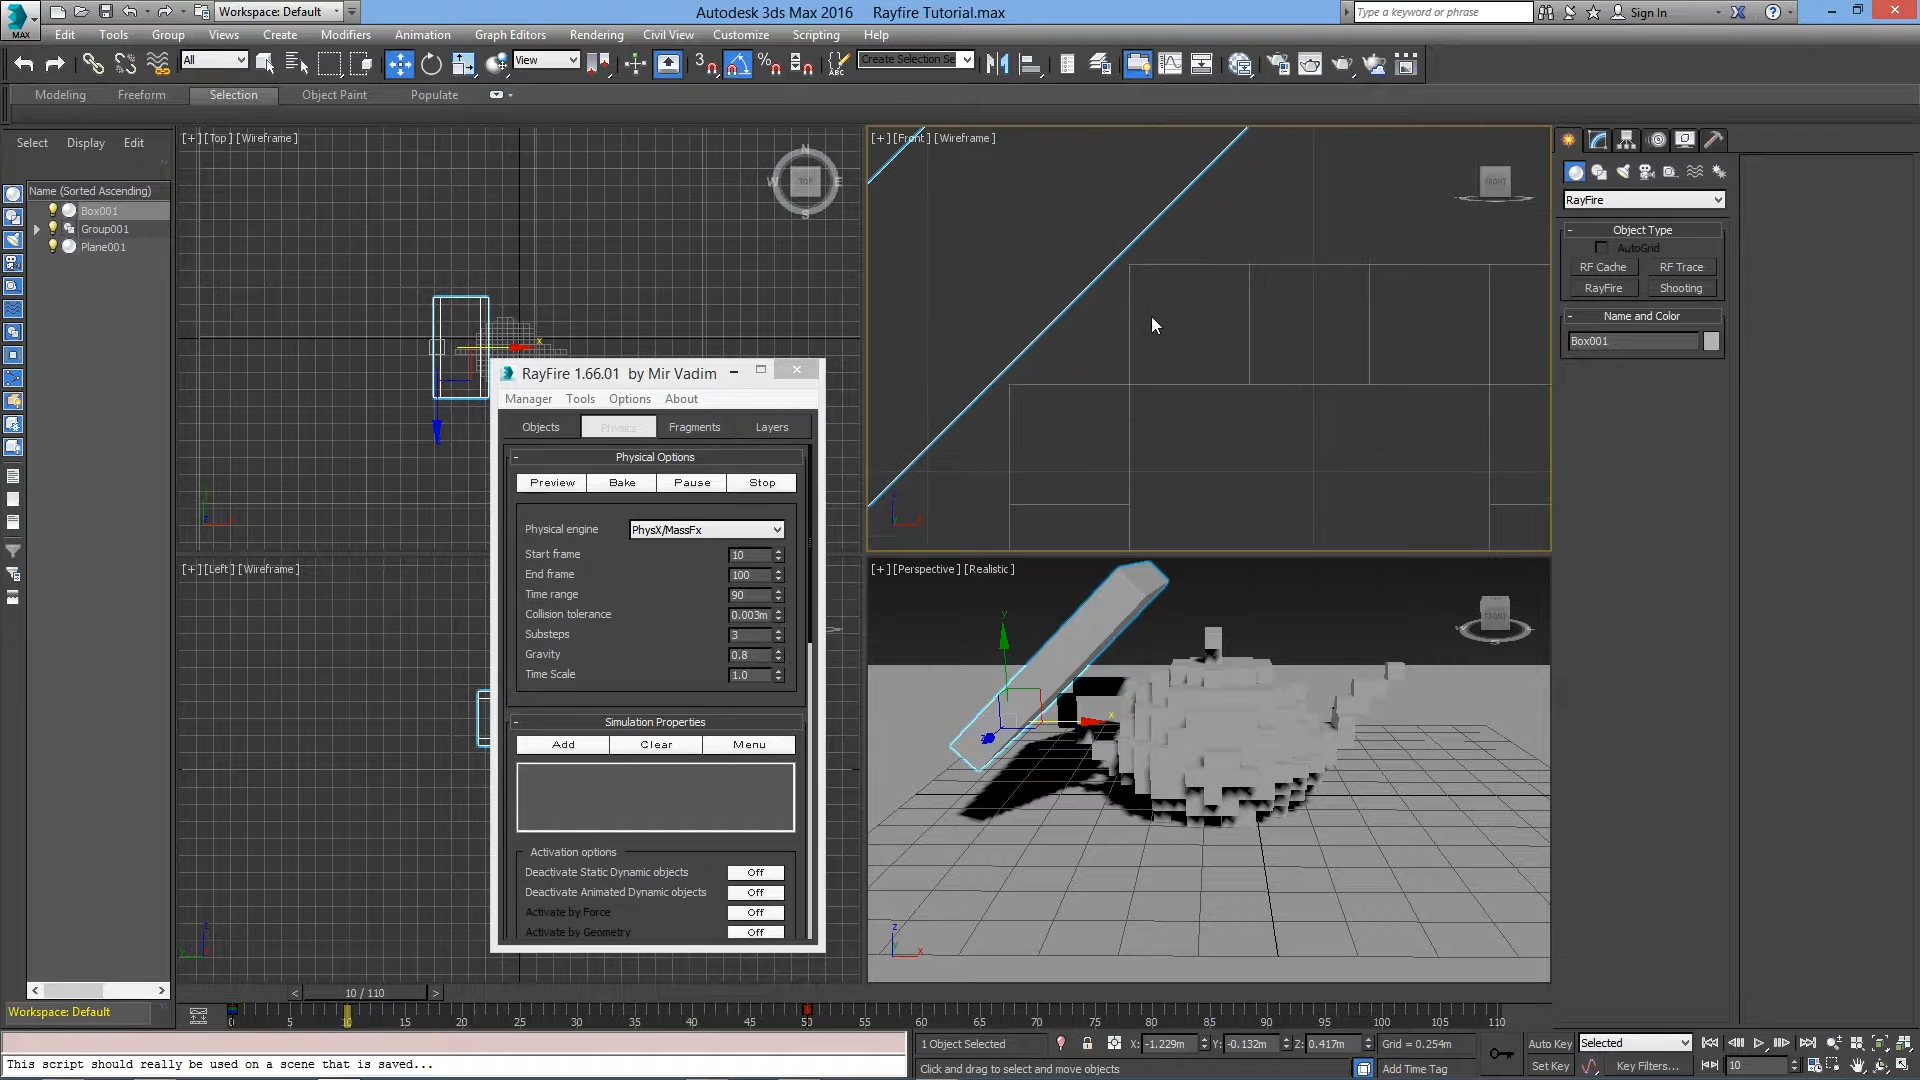 Workspace: Default
Autodesk 3ds Max 2016 Rayfire Tutorial.max
Type a keyword or phrase
Sign In
MAX
Edit Tools Group Views Create Modifiers Animation Graph Editors Rendering Civil View Customize Scripting Help
All
View
3
ABC
Create Selection Se
Modeling Freeform Selection Object Paint Populate
Select Display Edit
Name (Sorted Ascending)
Box001
Group001
Plane001
[+][Top][Wireframe]
N
W TOP E
S
x
[+][Front][Wireframe]
FRONT
[+][Left][Wireframe]
[+][Perspective][Realistic]
FRONT
y
x
z
RayFire 1.66.01 by Mir Vadim
Manager Tools Options About
Objects Physics Fragments Layers
Physical Options
Preview Bake Pause Stop
Physical engine PhysX/MassFx
Start frame 10
End frame 100
Time range 90
Collision tolerance 0.003m
Substeps 3
Gravity 0.8
Time Scale 1.0
Simulation Properties
Add Clear Menu
Activation options
Deactivate Static Dynamic objects Off
Deactivate Animated Dynamic objects Off
Activate by Force Off
Activate by Geometry Off
RayFire
Object Type
AutoGrid
RF Cache RF Trace
RayFire Shooting
Name and Color
Box001
< 10 / 110 >
Workspace: Default
0 5 10 15 20 25 30 35 40 45 50 55 60 65 70 75 80 85 90 95 100 105 110
1 Object Selected
X: -1.229m Y: -0.132m Z: 0.417m Grid = 0.254m
Auto Key Selected
This script should really be used on a scene that is saved...
Click and drag to select and move objects
Add Time Tag
Set Key Key Filters...
10